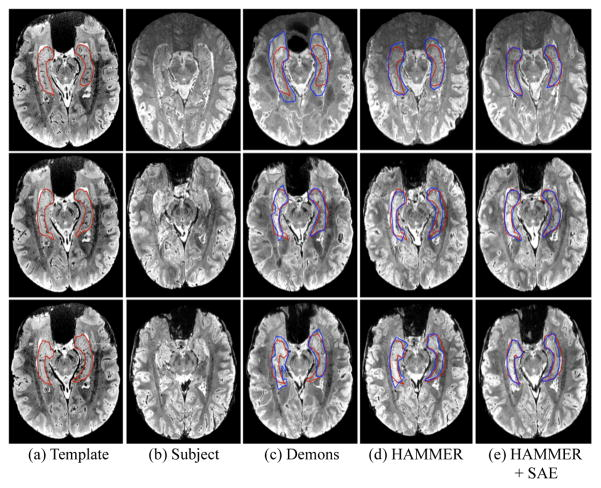 (a) Template (b) Subject (c) Demons (d) HAMMER (e) HAMMER
+ SAE